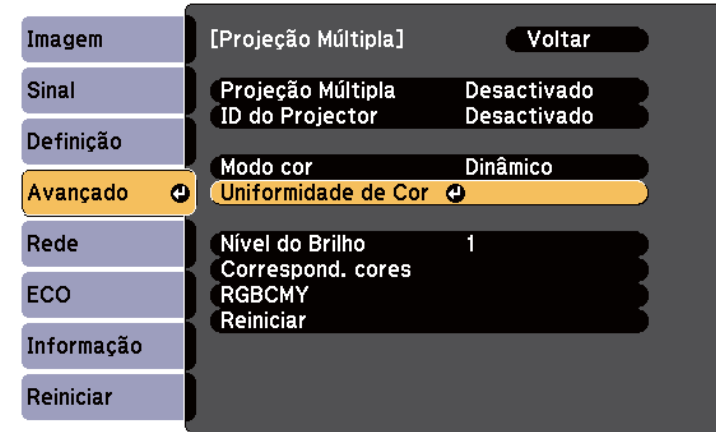 Imagem
Sinal
Definição
Avançado
Rede
ECO
Informação
Reiniciar
[Projeção Múltipla] Voltar
Projeção Múltipla Desactivado
ID do Projector Desactivado
Modo cor Dinâmico
Uniformidade de Cor
Nível do Brilho 1
Correspond. cores
RGBCMY
Reiniciar